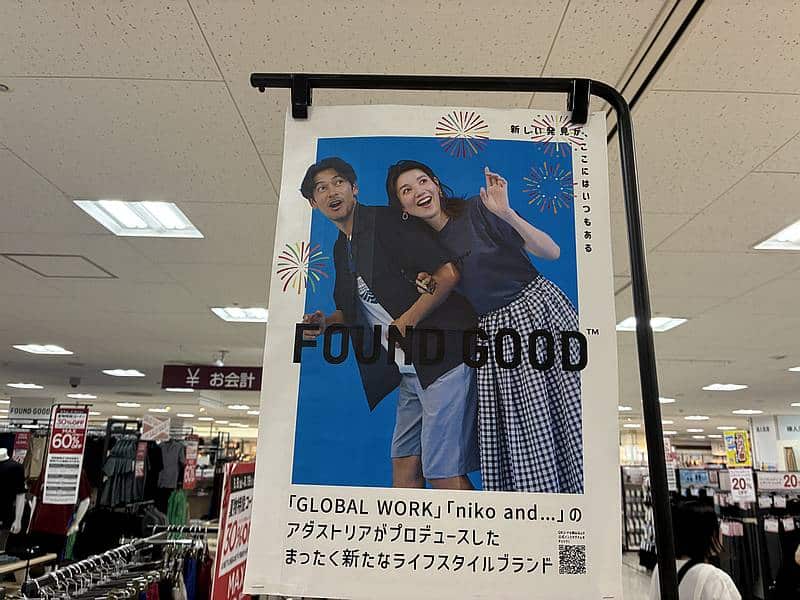 新しい発見が、ここにはいつもある
FOUND GOOD™
「GLOBAL WORK」「niko and...」の
アダストリアがプロデュースした
まったく新たなライフスタイルブランド
¥ お会計
FOUND GOOD
MAX
60%
OFF
50%OFF
MAX
20
20